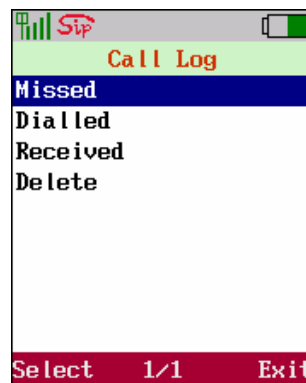 Sip
Call Log
Missed
Dialled
Received
Delete
Select 1/1 Exit